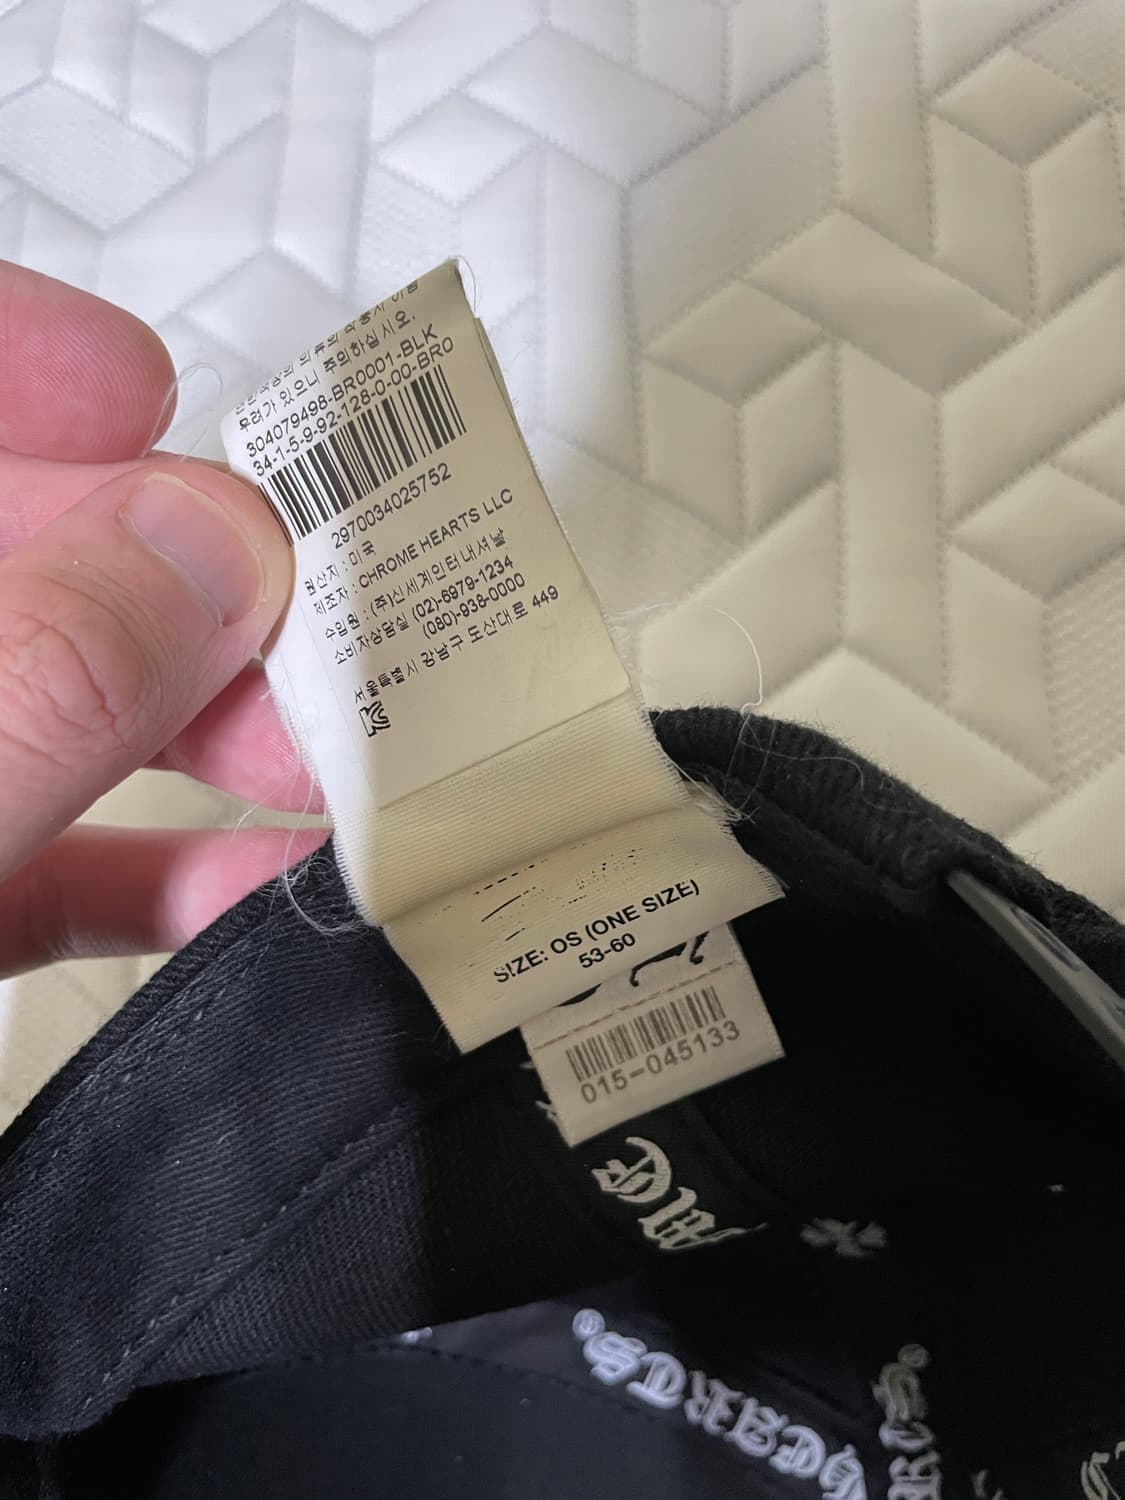 우려가 있으니 주의하십시오.
304079498-BR0001-BLK
34-1-5-9-92-128-0-00-BRO
2970034025752
원산지 : 미국
제조자 : CHROME HEARTS LLC
수입원 : (주)신세계인터내셔날
소비자상담실 (02)-6979-1234
(080)-938-0000
서울특별시 강남구 도산대로 449
SIZE: OS (ONE SIZE)
53-60
015-045133
HEARTS®